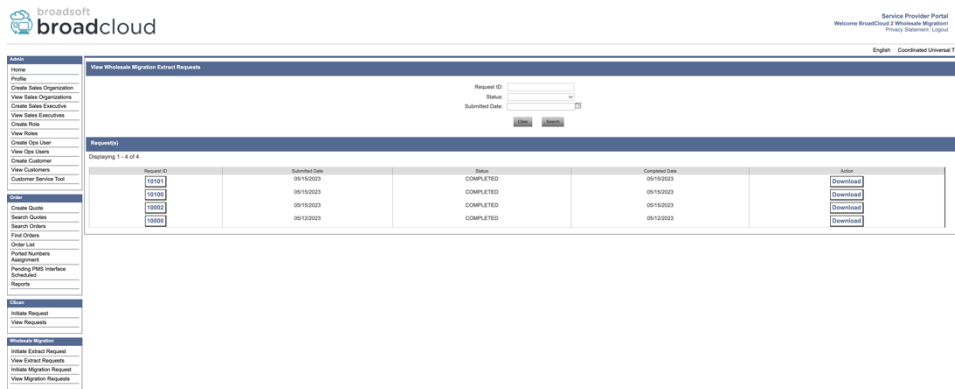 broadsoft
broadcloud
Service Provider Portal
Welcome BroadCloud 2 Wholesale Migration!
Privacy Statement Logout
English Coordinated Universal T
Admin
Home
Profile
Create Sales Organization
View Sales Organizations
Create Sales Executive
View Sales Executives
Create Role
View Roles
Create Ops User
View Ops Users
Create Customer
View Customers
Customer Service Tool
Order
Create Quote
Search Quotes
Search Orders
Find Orders
Order List
Ported Numbers
Assignment
Pending PMS Interface
Scheduled
Reports
CScan
Initiate Request
View Requests
Wholesale Migration
Initiate Extract Request
View Extract Requests
Initiate Migration Request
View Migration Requests
View Wholesale Migration Extract Requests
Request ID:
Status:
Submitted Date:
Clear Search
Request(s)
Displaying 1 - 4 of 4
Request ID Submitted Date Status Completed Date Action
10101 05/15/2023 COMPLETED 05/15/2023 Download
10100 05/15/2023 COMPLETED 05/15/2023 Download
10002 05/15/2023 COMPLETED 05/15/2023 Download
10000 05/12/2023 COMPLETED 05/12/2023 Download